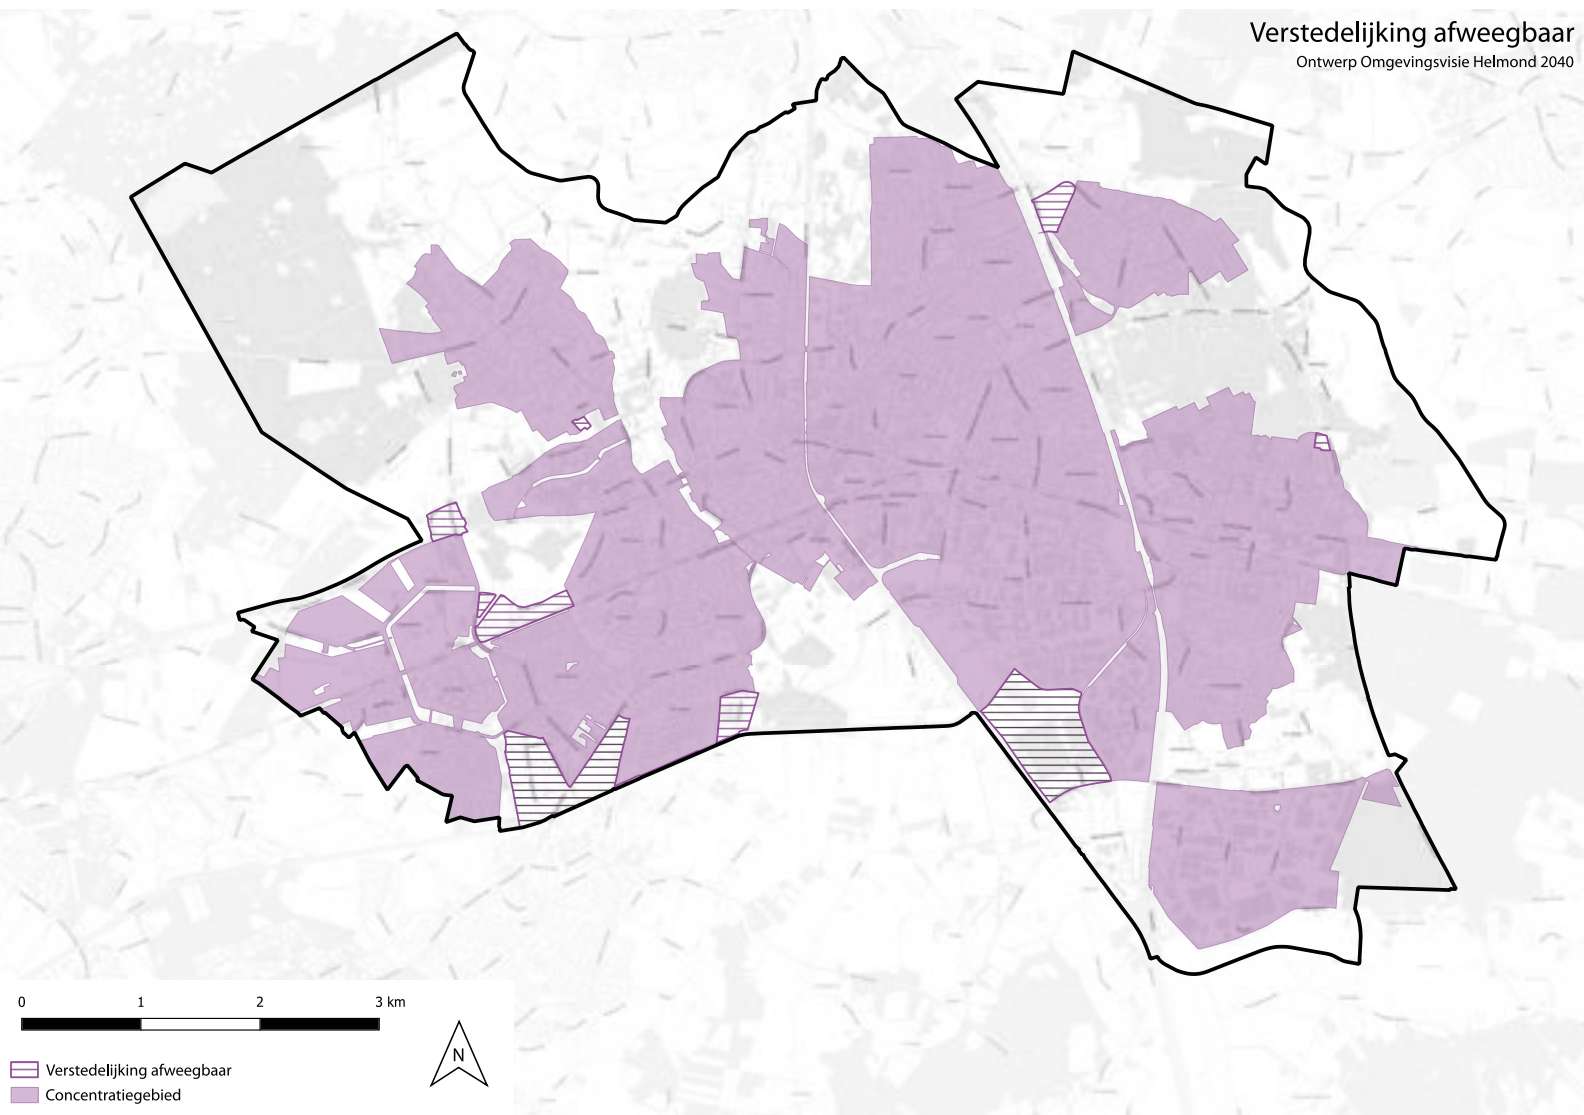 Verstedelijking afweegbaar
Ontwerp Omgevingsvisie Helmond 2040
0 1 2 3 km
N
Verstedelijking afweegbaar
Concentratiegebied